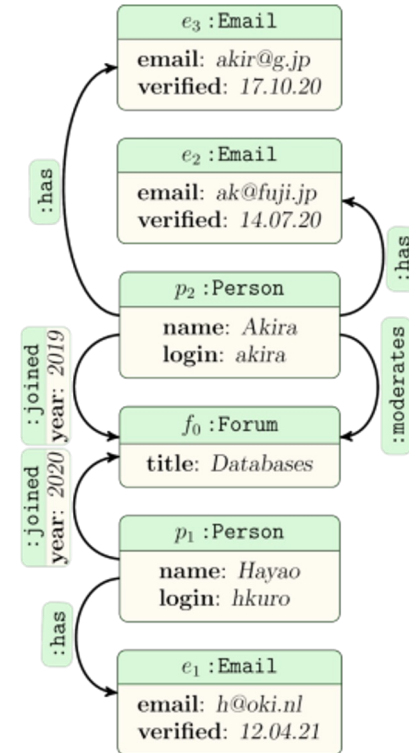 e₃ :Email
email: akir@g.jp
verified: 17.10.20
:has
e₂ :Email
email: ak@fuji.jp
verified: 14.07.20
:has
p₂ :Person
name: Akira
login: akira
:joined
year: 2019
:moderates
f₀ :Forum
title: Databases
:joined
year: 2020
p₁ :Person
name: Hayao
login: hkuro
:has
e₁ :Email
email: h@oki.nl
verified: 12.04.21